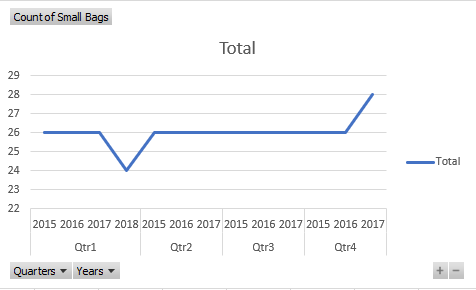 Count of Small Bags
Total
29
28
27
26
25
24
23
22
Total
2015 2016 2017 2018 2015 2016 2017 2015 2016 2017 2015 2016 2017
Qtr1 Qtr2 Qtr3 Qtr4
Quarters Years + −